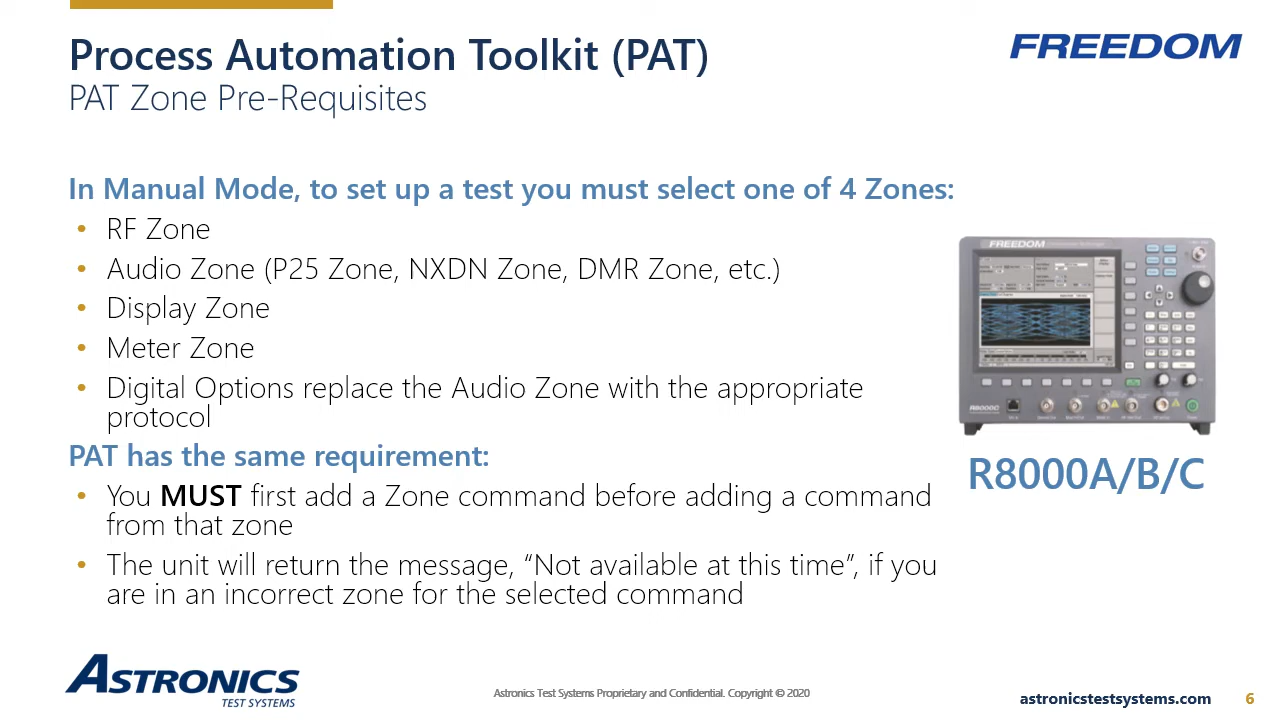 Process Automation Toolkit (PAT)
PAT Zone Pre-Requisites
FREEDOM
In Manual Mode, to set up a test you must select one of 4 Zones:
• RF Zone
• Audio Zone (P25 Zone, NXDN Zone, DMR Zone, etc.)
• Display Zone
• Meter Zone
• Digital Options replace the Audio Zone with the appropriate
protocol
PAT has the same requirement:
• You MUST first add a Zone command before adding a command
from that zone
• The unit will return the message, “Not available at this time”, if you
are in an incorrect zone for the selected command
FREEDOM
R8000C
R8000A/B/C
ASTRONICS
TEST SYSTEMS
Astronics Test Systems Proprietary and Confidential. Copyright © 2020
astronicstestsystems.com
6